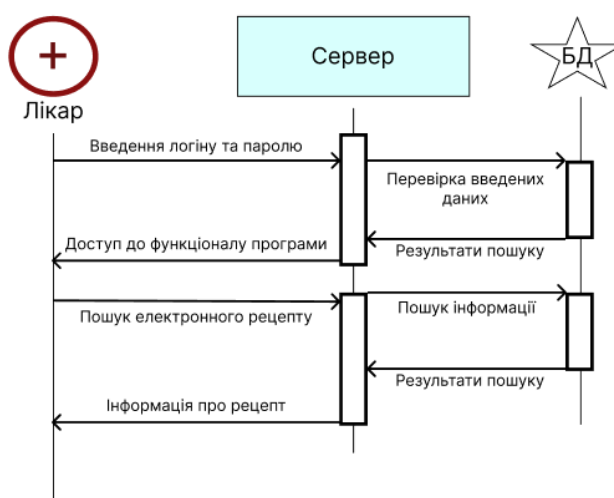 Сервер
БД
Лікар
Введення логіну та паролю
Перевірка введених
даних
Доступ до функціоналу програми
Результати пошуку
Пошук електронного рецепту
Пошук інформації
Результати пошуку
Інформація про рецепт